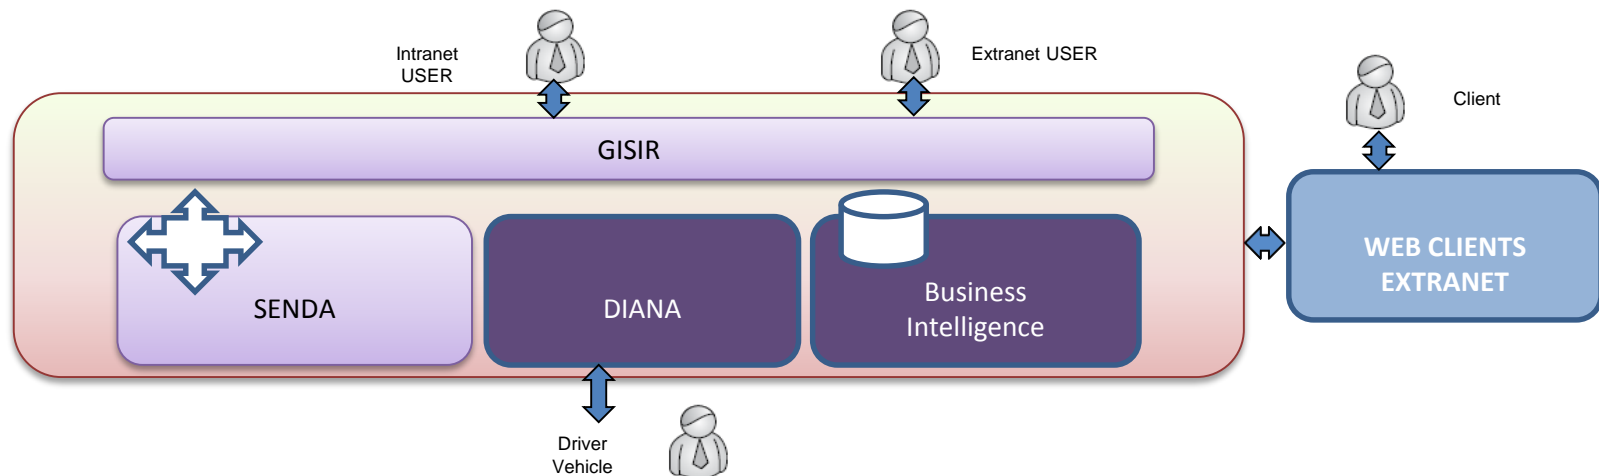 Intranet
USER
Extranet USER
Client
GISIR
WEB CLIENTS
EXTRANET
SENDA
DIANA
Business
Intelligence
Driver
Vehicle